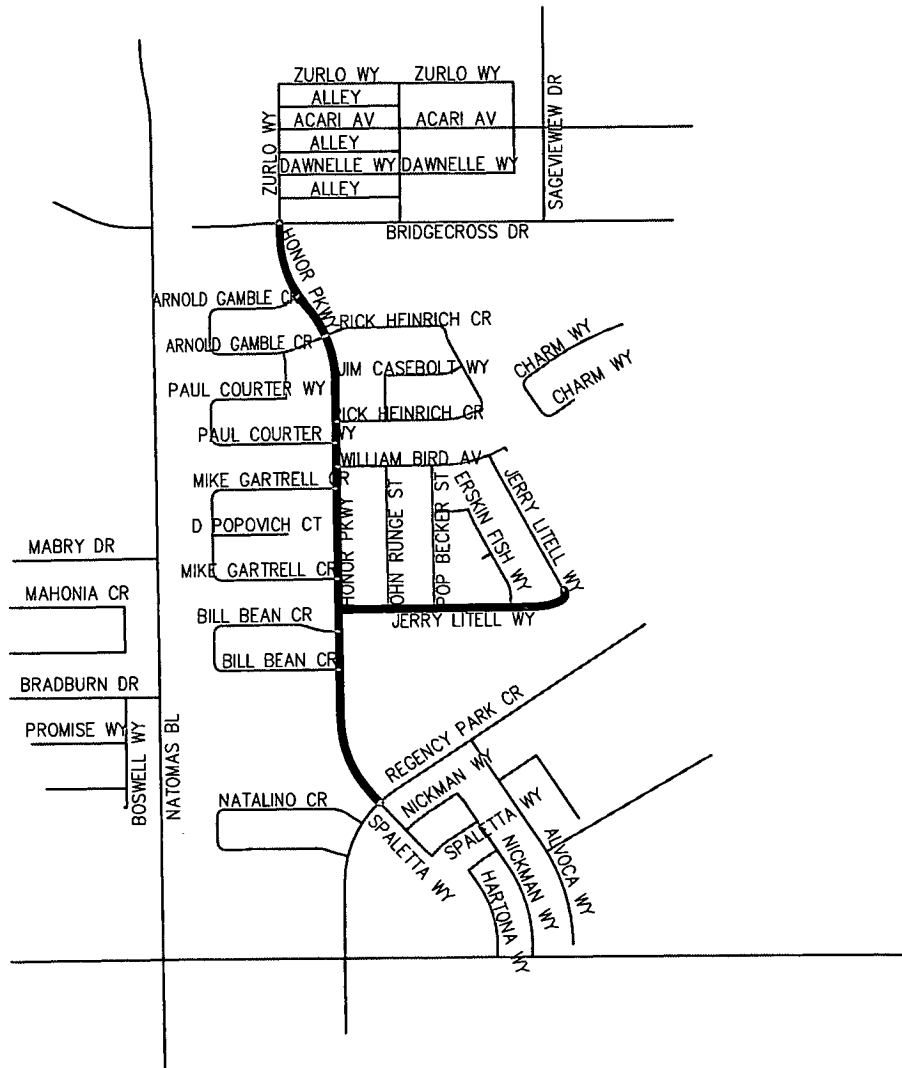 ZURLO WY
ZURLO WY
ALLEY
ZURLO WY
ACARI AV
ACARI AV
SAGEVIEW DR
ALLEY
DAWNELLE WY
DAWNELLE WY
ALLEY
BRIDGECROSS DR
HONOR PKWY
ARNOLD GAMBLE CR
RICK HEINRICH CR
ARNOLD GAMBLE CR
CHARM WY
JIM CASEBOLT WY
CHARM WY
PAUL COURTER WY
RICK HEINRICH CR
PAUL COURTER WY
WILLIAM BIRD AV
MIKE GARTRELL CR
JERRY LITELL WY
ERSKIN FISH WY
HONOR PKWY
OHN RUNGE ST
POP BECKER ST
D POPOVICH CT
MABRY DR
MIKE GARTRELL CR
MAHONIA CR
BILL BEAN CR
JERRY LITELL WY
BILL BEAN CR
BRADBURN DR
REGENCY PARK CR
PROMISE WY
BOSWELL WY
NATOMAS BL
NICKMAN WY
NATALINO CR
SPALETTA WY
SPALETTA WY
ALVOCA WY
NICKMAN WY
HARTONA WY